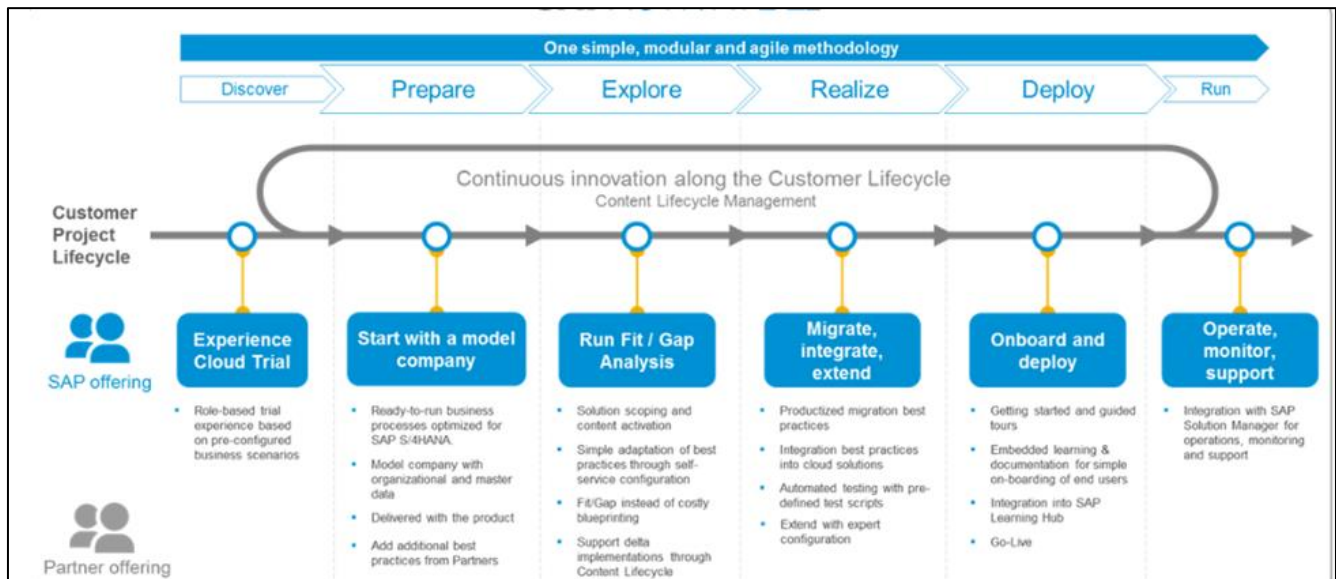 One simple, modular and agile methodology
Discover
Prepare
Explore
Realize
Deploy
Run
Continuous innovation along the Customer Lifecycle
Content Lifecycle Management
Customer
Project
Lifecycle
SAP offering
Partner offering
Experience
Cloud Trial
▪ Role-based trial
experience based
on pre-configured
business scenarios
Start with a model
company
▪ Ready-to-run business
processes optimized for
SAP S/4HANA.
▪ Model company with
organizational and master
data
▪ Delivered with the product
▪ Add additional best
practices from Partners
Run Fit / Gap
Analysis
▪ Solution scoping and
content activation
▪ Simple adaptation of best
practices through self-
service configuration
▪ Fit/Gap instead of costly
blueprinting
▪ Support delta
implementations through
Content Lifecycle
Migrate,
integrate,
extend
▪ Productized migration best
practices
▪ Integration best practices
into cloud solutions
▪ Automated testing with pre-
defined test scripts
▪ Extend with expert
configuration
Onboard and
deploy
▪ Getting started and guided
tours
▪ Embedded learning &
documentation for simple
on-boarding of end users
▪ Integration into SAP
Learning Hub
▪ Go-Live
Operate,
monitor,
support
▪ Integration with SAP
Solution Manager for
operations, monitoring
and support